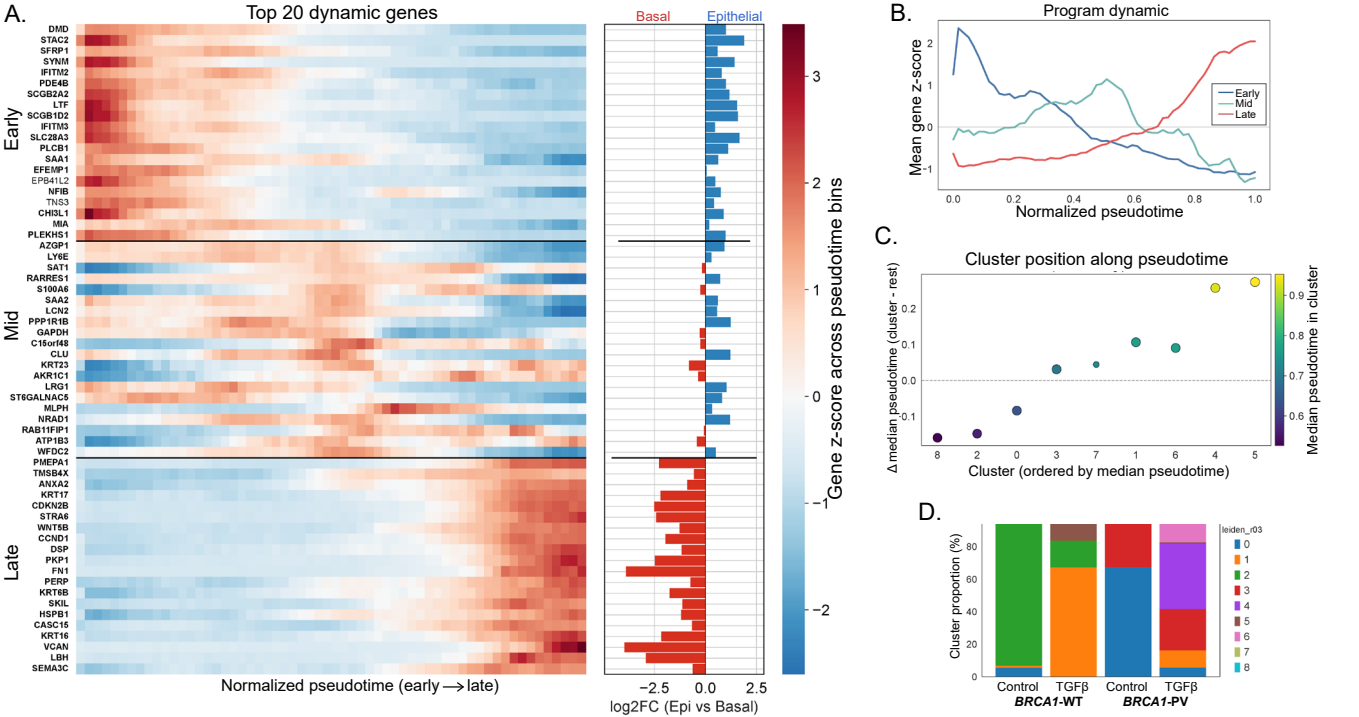 A.
Top 20 dynamic genes
Basal
Epithelial
Early
DMD
STAC2
SFRP1
SYNM
IFITM2
PDE4B
SCGB2A2
LTF
SCGB1D2
IFITM3
SLC28A3
PLCB1
SAA1
EFEMP1
EPB41L2
NFIB
TNS3
CHI3L1
MIA
PLEKHS1
Mid
AZGP1
LY6E
SAT1
RARRES1
S100A6
SAA2
LCN2
PPP1R1B
GAPDH
C15orf48
CLU
KRT23
AKR1C1
LRG1
ST6GALNAC5
MLPH
NRAD1
RAB11FIP1
ATP1B3
WFDC2
Late
PMEPA1
TMSB4X
ANXA2
KRT17
CDKN2B
STRA6
WNT5B
CCND1
DSP
PKP1
FN1
PERP
KRT6B
SKIL
HSPB1
CASC15
KRT16
VCAN
LBH
SEMA3C
Normalized pseudotime (early → late)
−2.5 0.0 2.5
log2FC (Epi vs Basal)
3
2
1
0
−1
−2
Gene z-score across pseudotime bins
B.
Program dynamic
Mean gene z-score
2
1
0
-1
Early
Mid
Late
0.0 0.2 0.4 0.6 0.8 1.0
Normalized pseudotime
C.
Cluster position along pseudotime
Δ median pseudotime (cluster - rest)
0.2
0.1
0.0
-0.1
8 2 0 3 7 1 6 4 5
Cluster (ordered by median pseudotime)
0.9
0.8
0.7
0.6
Median pseudotime in cluster
D.
Cluster proportion (%)
80
60
40
20
0
Control TGFβ Control TGFβ
BRCA1-WT BRCA1-PV
leiden_r03
0
1
2
3
4
5
6
7
8